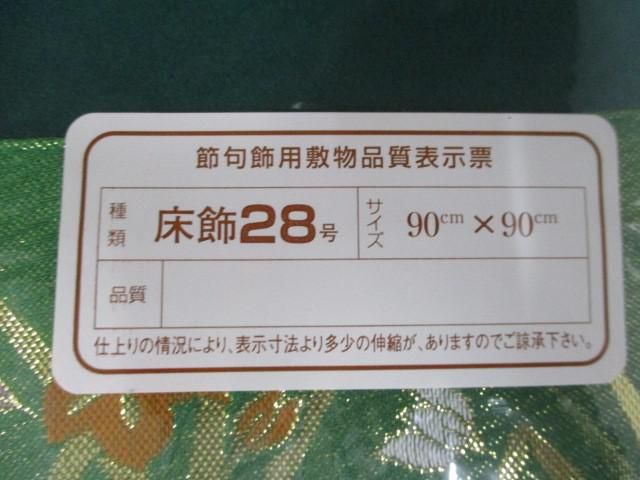 節句飾用敷物品質表示票
種類 床飾28号 サイズ 90cm×90cm
品質
仕上りの情況により、表示寸法より多少の伸縮が、ありますのでご諒承下さい。